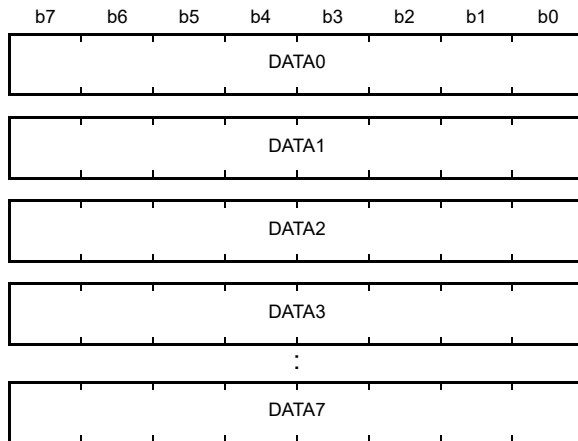 b7 b6 b5 b4 b3 b2 b1 b0
DATA0
DATA1
DATA2
DATA3
:
DATA7